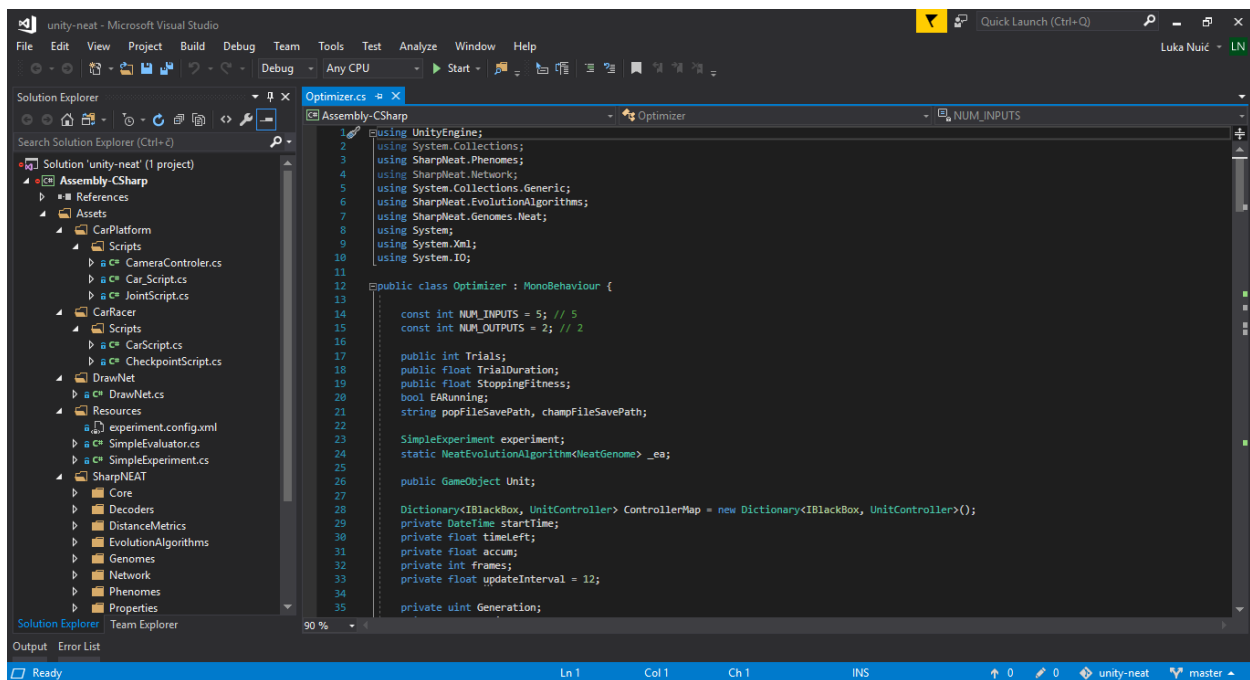 unity-neat - Microsoft Visual Studio
Quick Launch (Ctrl+Q)
File Edit View Project Build Debug Team Tools Test Analyze Window Help
Luka Nuić LN
Debug Any CPU Start
Solution Explorer
Search Solution Explorer (Ctrl+č)
Solution 'unity-neat' (1 project)
Assembly-CSharp
References
Assets
CarPlatform
Scripts
CameraControler.cs
Car_Script.cs
JointScript.cs
CarRacer
Scripts
CarScript.cs
CheckpointScript.cs
DrawNet
DrawNet.cs
Resources
experiment.config.xml
SimpleEvaluator.cs
SimpleExperiment.cs
SharpNEAT
Core
Decoders
DistanceMetrics
EvolutionAlgorithms
Genomes
Network
Phenomes
Properties
Solution Explorer Team Explorer
Optimizer.cs
Assembly-CSharp Optimizer NUM_INPUTS
1 using UnityEngine;
2 using System.Collections;
3 using SharpNeat.Phenomes;
4 using SharpNeat.Network;
5 using System.Collections.Generic;
6 using SharpNeat.EvolutionAlgorithms;
7 using SharpNeat.Genomes.Neat;
8 using System;
9 using System.Xml;
10 using System.IO;
11
12 public class Optimizer : MonoBehaviour {
13
14 const int NUM_INPUTS = 5; // 5
15 const int NUM_OUTPUTS = 2; // 2
16
17 public int Trials;
18 public float TrialDuration;
19 public float StoppingFitness;
20 bool EARunning;
21 string popFileSavePath, champFileSavePath;
22
23 SimpleExperiment experiment;
24 static NeatEvolutionAlgorithm<NeatGenome> _ea;
25
26 public GameObject Unit;
27
28 Dictionary<IBlackBox, UnitController> ControllerMap = new Dictionary<IBlackBox, UnitController>();
29 private DateTime startTime;
30 private float timeLeft;
31 private float accum;
32 private int frames;
33 private float updateInterval = 12;
34
35 private uint Generation;
90 %
Output Error List
Ready Ln 1 Col 1 Ch 1 INS 0 0 unity-neat master